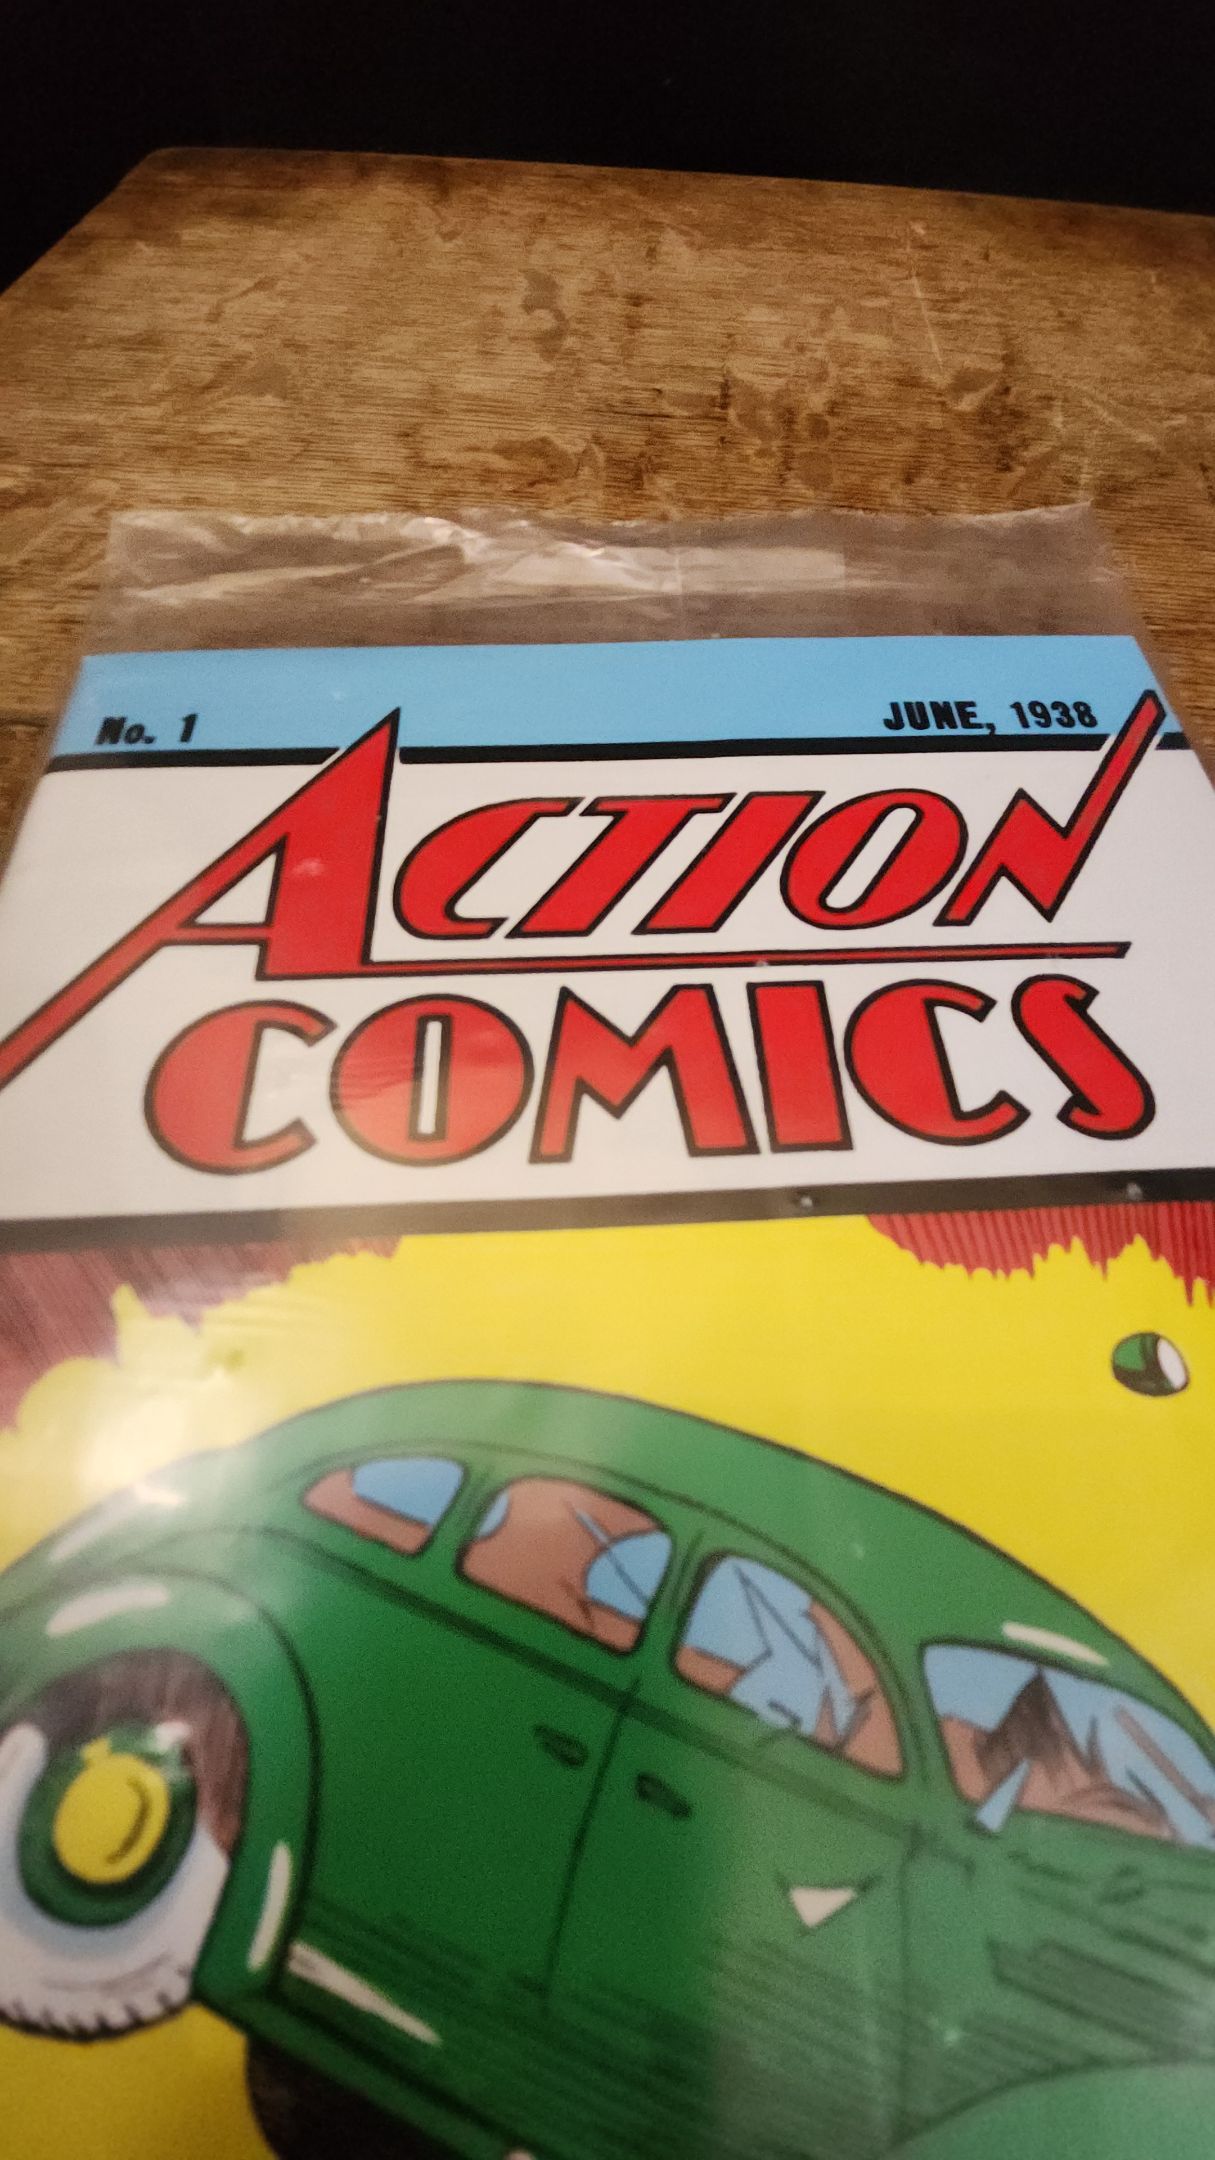 No. 1
JUNE, 1938
ACTION
COMICS